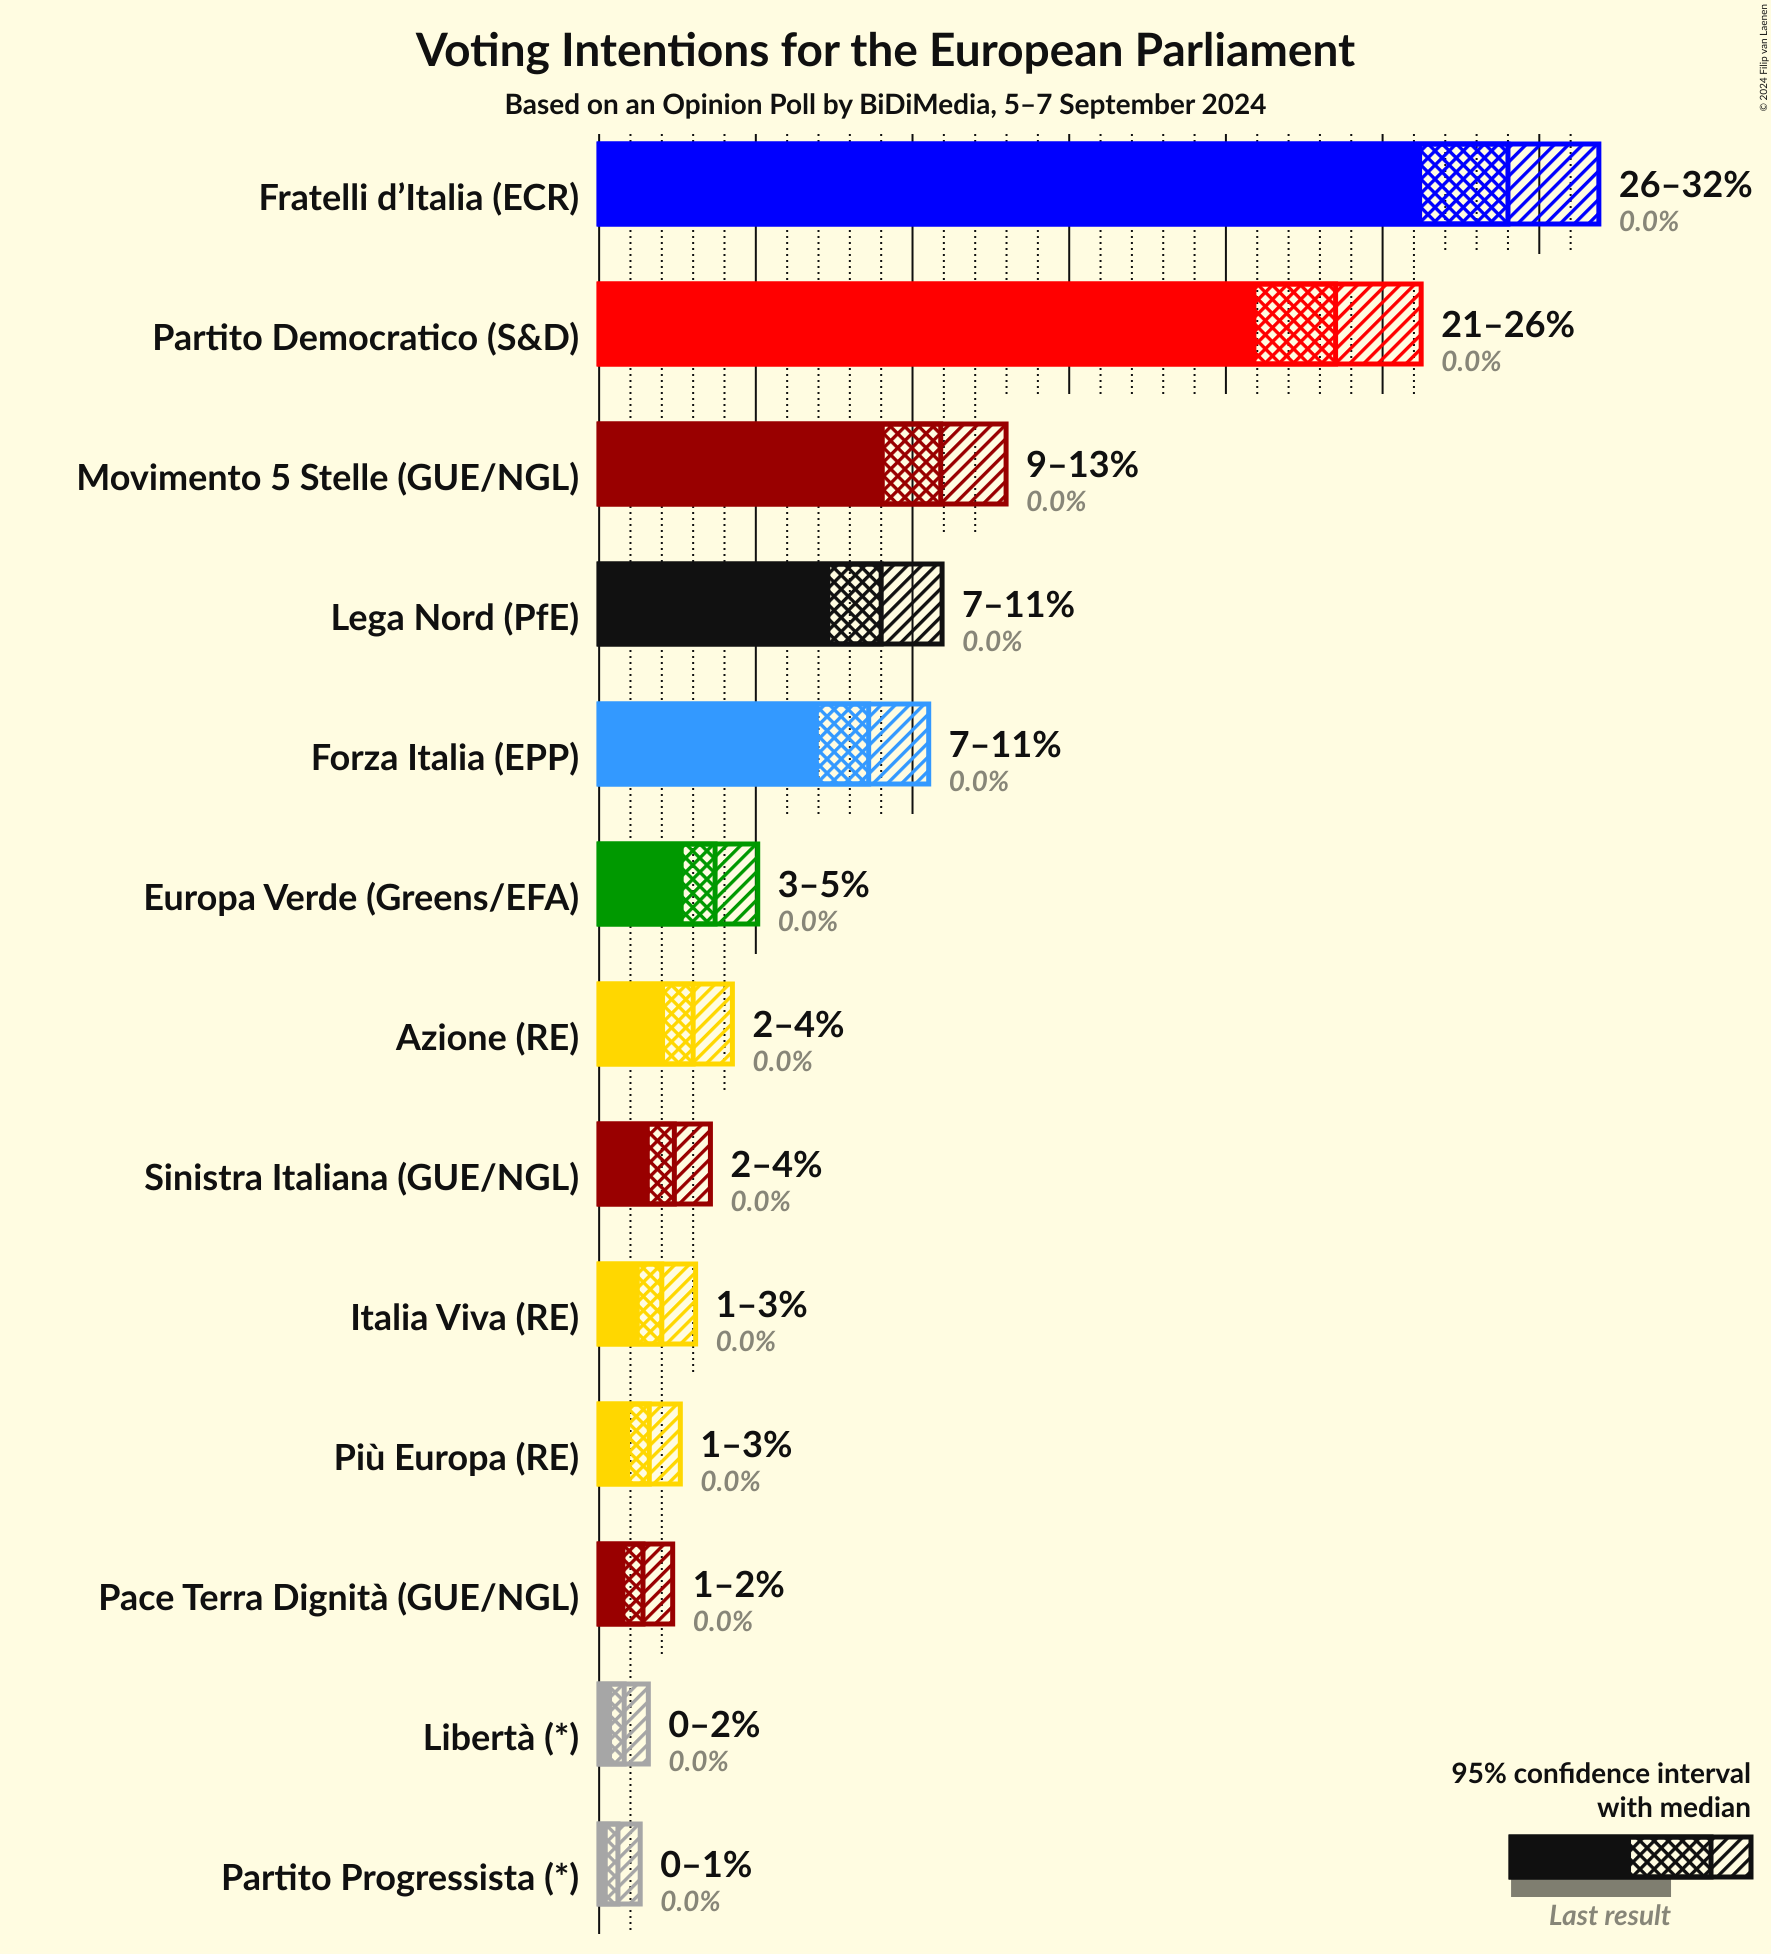 Voting Intentions for the European Parliament
Based on an Opinion Poll by BiDiMedia, 5–7 September 2024
© 2024 Filip van Laenen
Fratelli d’Italia (ECR)
26–32%
0.0%
Partito Democratico (S&D)
21–26%
0.0%
Movimento 5 Stelle (GUE/NGL)
9–13%
0.0%
Lega Nord (PfE)
7–11%
0.0%
Forza Italia (EPP)
7–11%
0.0%
Europa Verde (Greens/EFA)
3–5%
0.0%
Azione (RE)
2–4%
0.0%
Sinistra Italiana (GUE/NGL)
2–4%
0.0%
Italia Viva (RE)
1–3%
0.0%
Più Europa (RE)
1–3%
0.0%
Pace Terra Dignità (GUE/NGL)
1–2%
0.0%
Libertà (*)
0–2%
0.0%
Partito Progressista (*)
0–1%
0.0%
95% confidence interval
with median
Last result